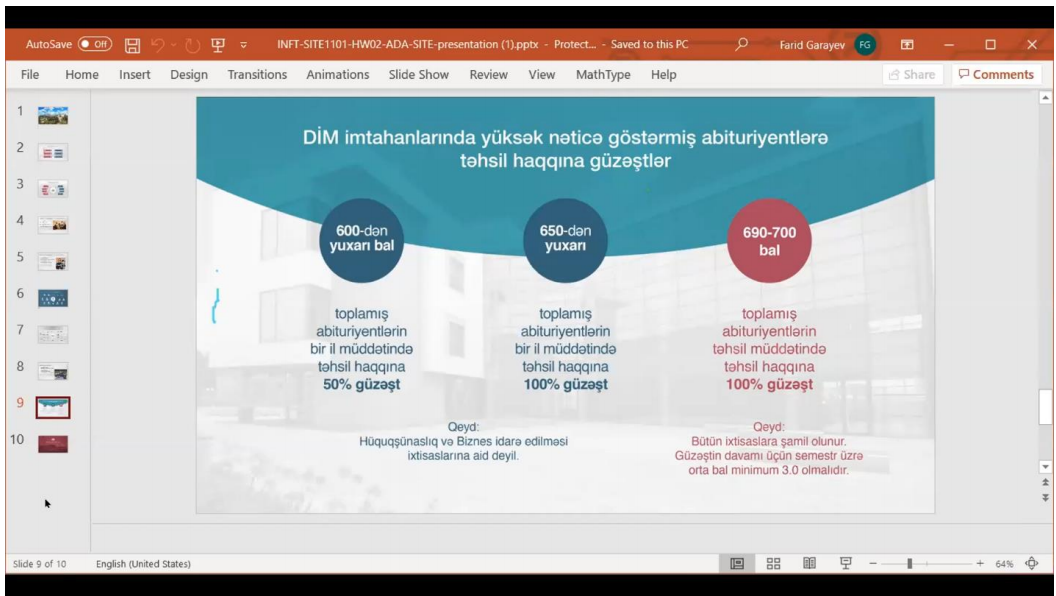 AutoSave Off INFT-SITE1101-HW02-ADA-SITE-presentation (1).pptx - Protect... - Saved to this PC Farid Garayev FG
File Home Insert Design Transitions Animations Slide Show Review View MathType Help Share Comments
1
2
3
4
5
6
7
8
9
10
DİM imtahanlarında yüksək nəticə göstərmiş abituriyentlərə
təhsil haqqına güzəştlər
600-dən
yuxarı bal
toplamış
abituriyentlərin
bir il müddətində
təhsil haqqına
50% güzəşt
650-dən
yuxarı
toplamış
abituriyentlərin
bir il müddətində
təhsil haqqına
100% güzəşt
Qeyd:
Hüquqşünaslıq və Biznes idarə edilməsi
ixtisaslarına aid deyil.
690-700
bal
toplamış
abituriyentlərin
təhsil müddətində
təhsil haqqına
100% güzəşt
Qeyd:
Bütün ixtisaslara şamil olunur.
Güzəştin davamı üçün semestr üzrə
orta bal minimum 3.0 olmalıdır.
Slide 9 of 10 English (United States) 64%